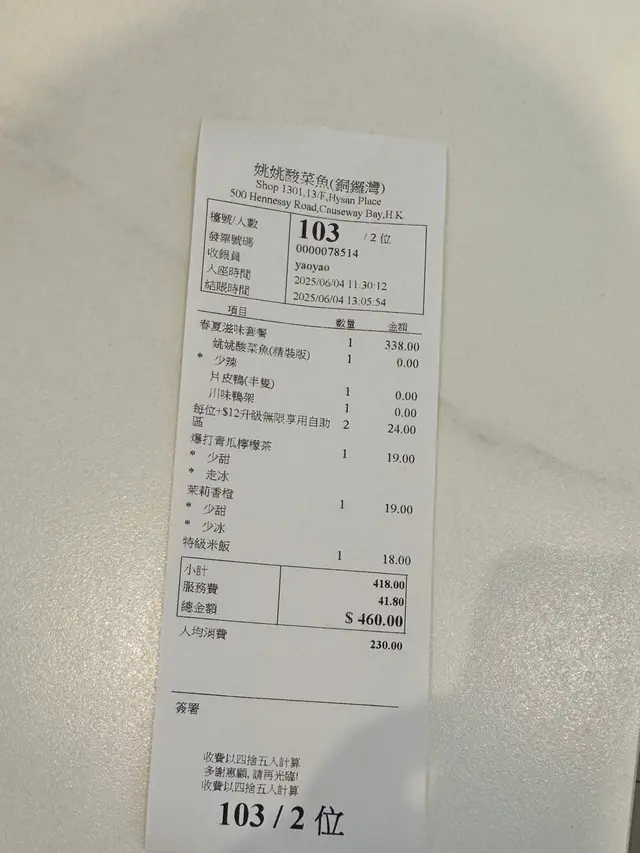 姚姚酸菜魚(銅鑼灣)
Shop 1301,13/F,Hysan Place
500 Hennessy Road,Causeway Bay,H.K
檯號/人數 103 /2 位
發票號碼 0000078514
收銀員 yaoyao
入座時間 2025/06/04 11:30:12
結賬時間 2025/06/04 13:05:54
項目 數量 金額
春夏滋味套餐 1 338.00
姚姚酸菜魚(精裝版) 1 0.00
* 少辣
片皮鴨(半隻) 1 0.00
川味鴨架 1 0.00
每位+$12升級無限享用自助 2 24.00
區
爆打青瓜檸檬茶 1 19.00
* 少甜
* 走冰
茉莉香橙 1 19.00
* 少甜
* 少冰
特級米飯 1 18.00
小計 418.00
服務費 41.80
總金額 $ 460.00
人均消費 230.00
簽署
收費以四捨五入計算
多謝惠顧, 請再光臨!
收費以四捨五入計算
103 / 2 位